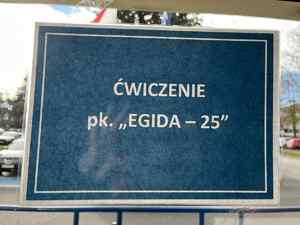 ĆWICZENIE
pk. „EGIDA – 25”